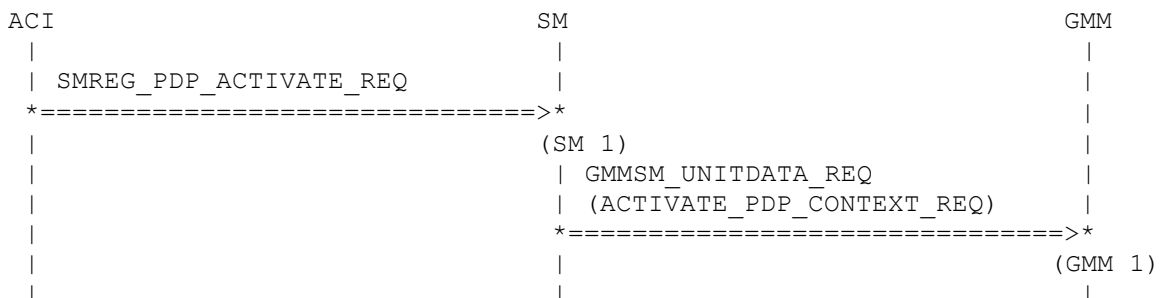 ACI SM GMM
SMREG_PDP_ACTIVATE_REQ
(SM 1)
GMMSM_UNITDATA_REQ
(ACTIVATE_PDP_CONTEXT_REQ)
(GMM 1)